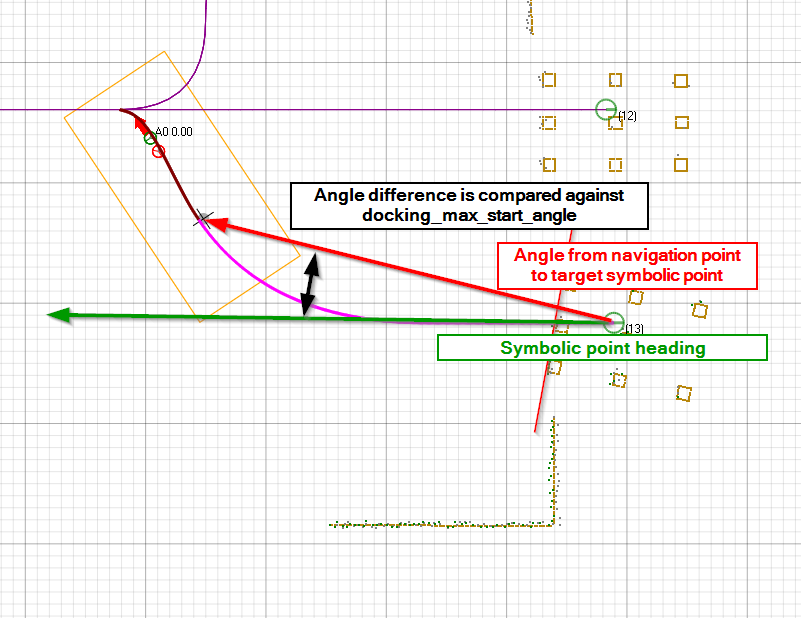 (12)
A0 0.00
Angle difference is compared against
docking_max_start_angle
Angle from navigation point
to target symbolic point
(13)
Symbolic point heading